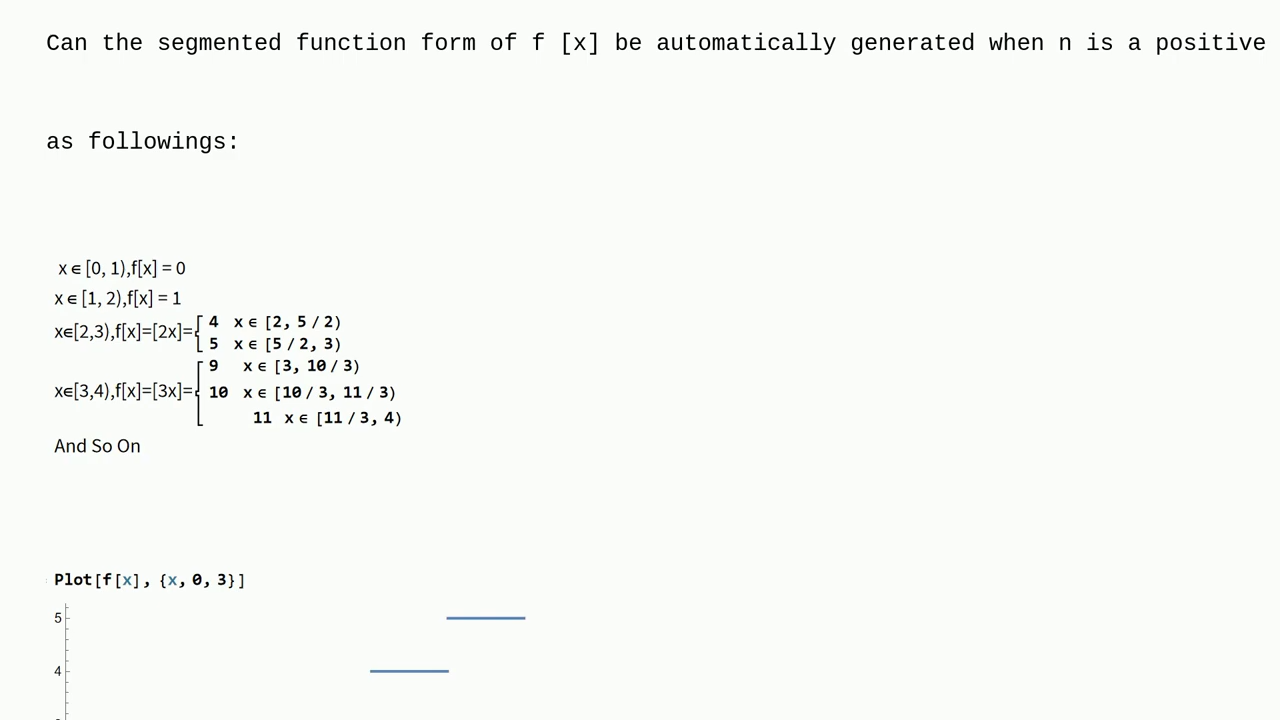 Can the segmented function form of f [x] be automatically generated when n is a positive
as followings:
x∈[0, 1),f[x] = 0
x∈[1, 2),f[x] = 1
x∈[2,3),f[x]=[2x]={ 4 x∈[2, 5/2)
5 x∈[5/2, 3)
x∈[3,4),f[x]=[3x]={ 9 x∈[3, 10/3)
10 x∈[10/3, 11/3)
11 x∈[11/3, 4)
And So On
Plot[f[x], {x, 0, 3}]
5
4